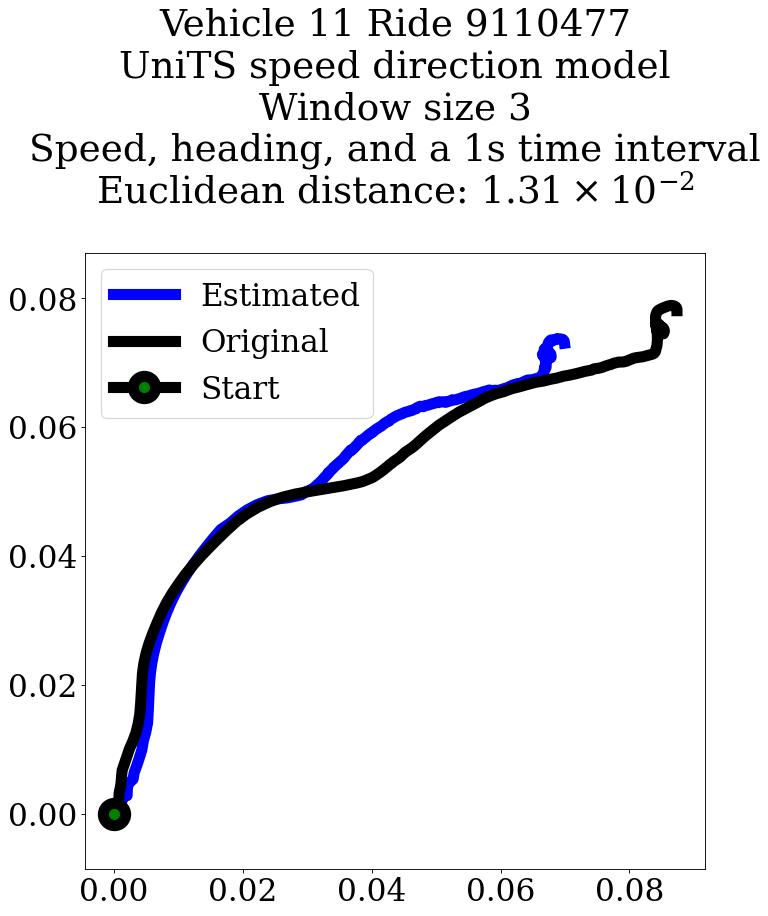 Vehicle 11 Ride 9110477
UniTS speed direction model
Window size 3
Speed, heading, and a 1s time interval
Euclidean distance: 1.31 × 10⁻²
Estimated
Original
Start
0.08
0.06
0.04
0.02
0.00
0.00 0.02 0.04 0.06 0.08